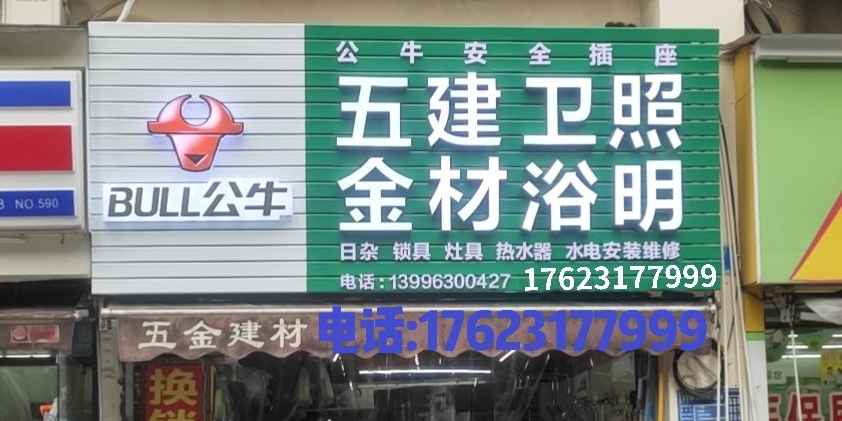 公牛安全插座
五建卫照
金材浴明
BULL公牛
日杂 锁具 灶具 热水器 水电安装维修
电话:13996300427 17623177999
五金建材 电话:17623177999
换锁
NO.590